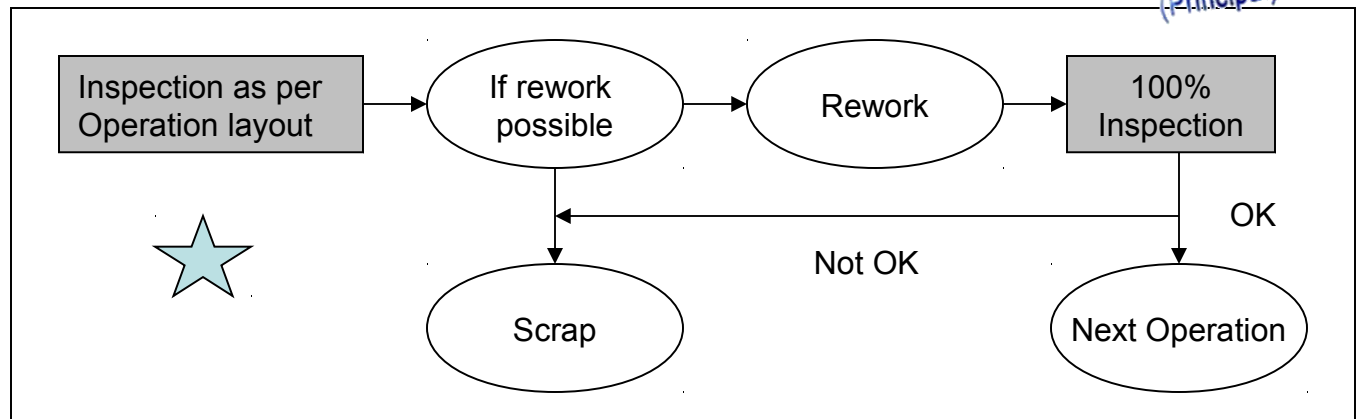 Inspection as per
Operation layout
If rework
possible
Rework
100%
Inspection
OK
Not OK
Scrap
Next Operation